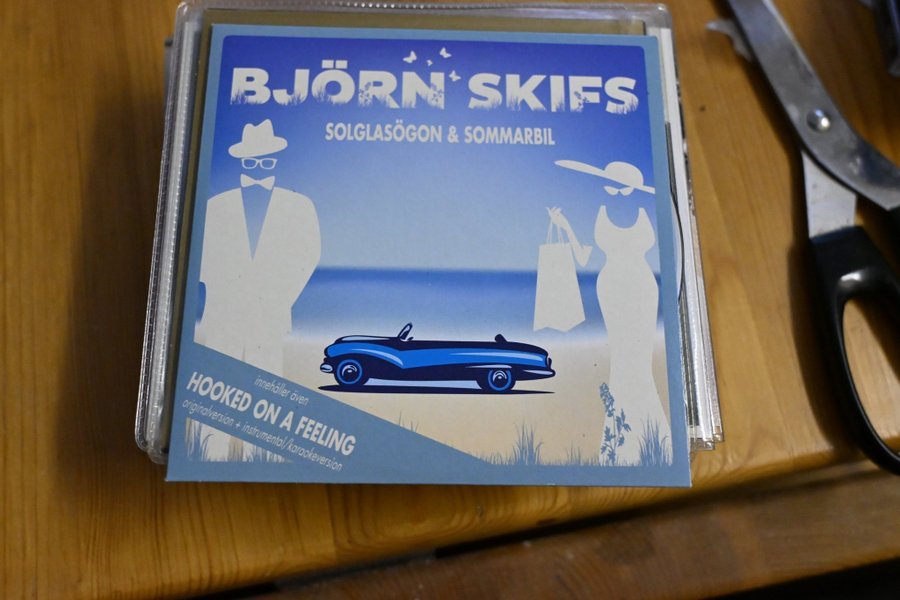 BJÖRN SKIFS
SOLGLASÖGON & SOMMARBIL
innehåller även
HOOKED ON A FEELING
originalversion + instrumental/karaokeversion